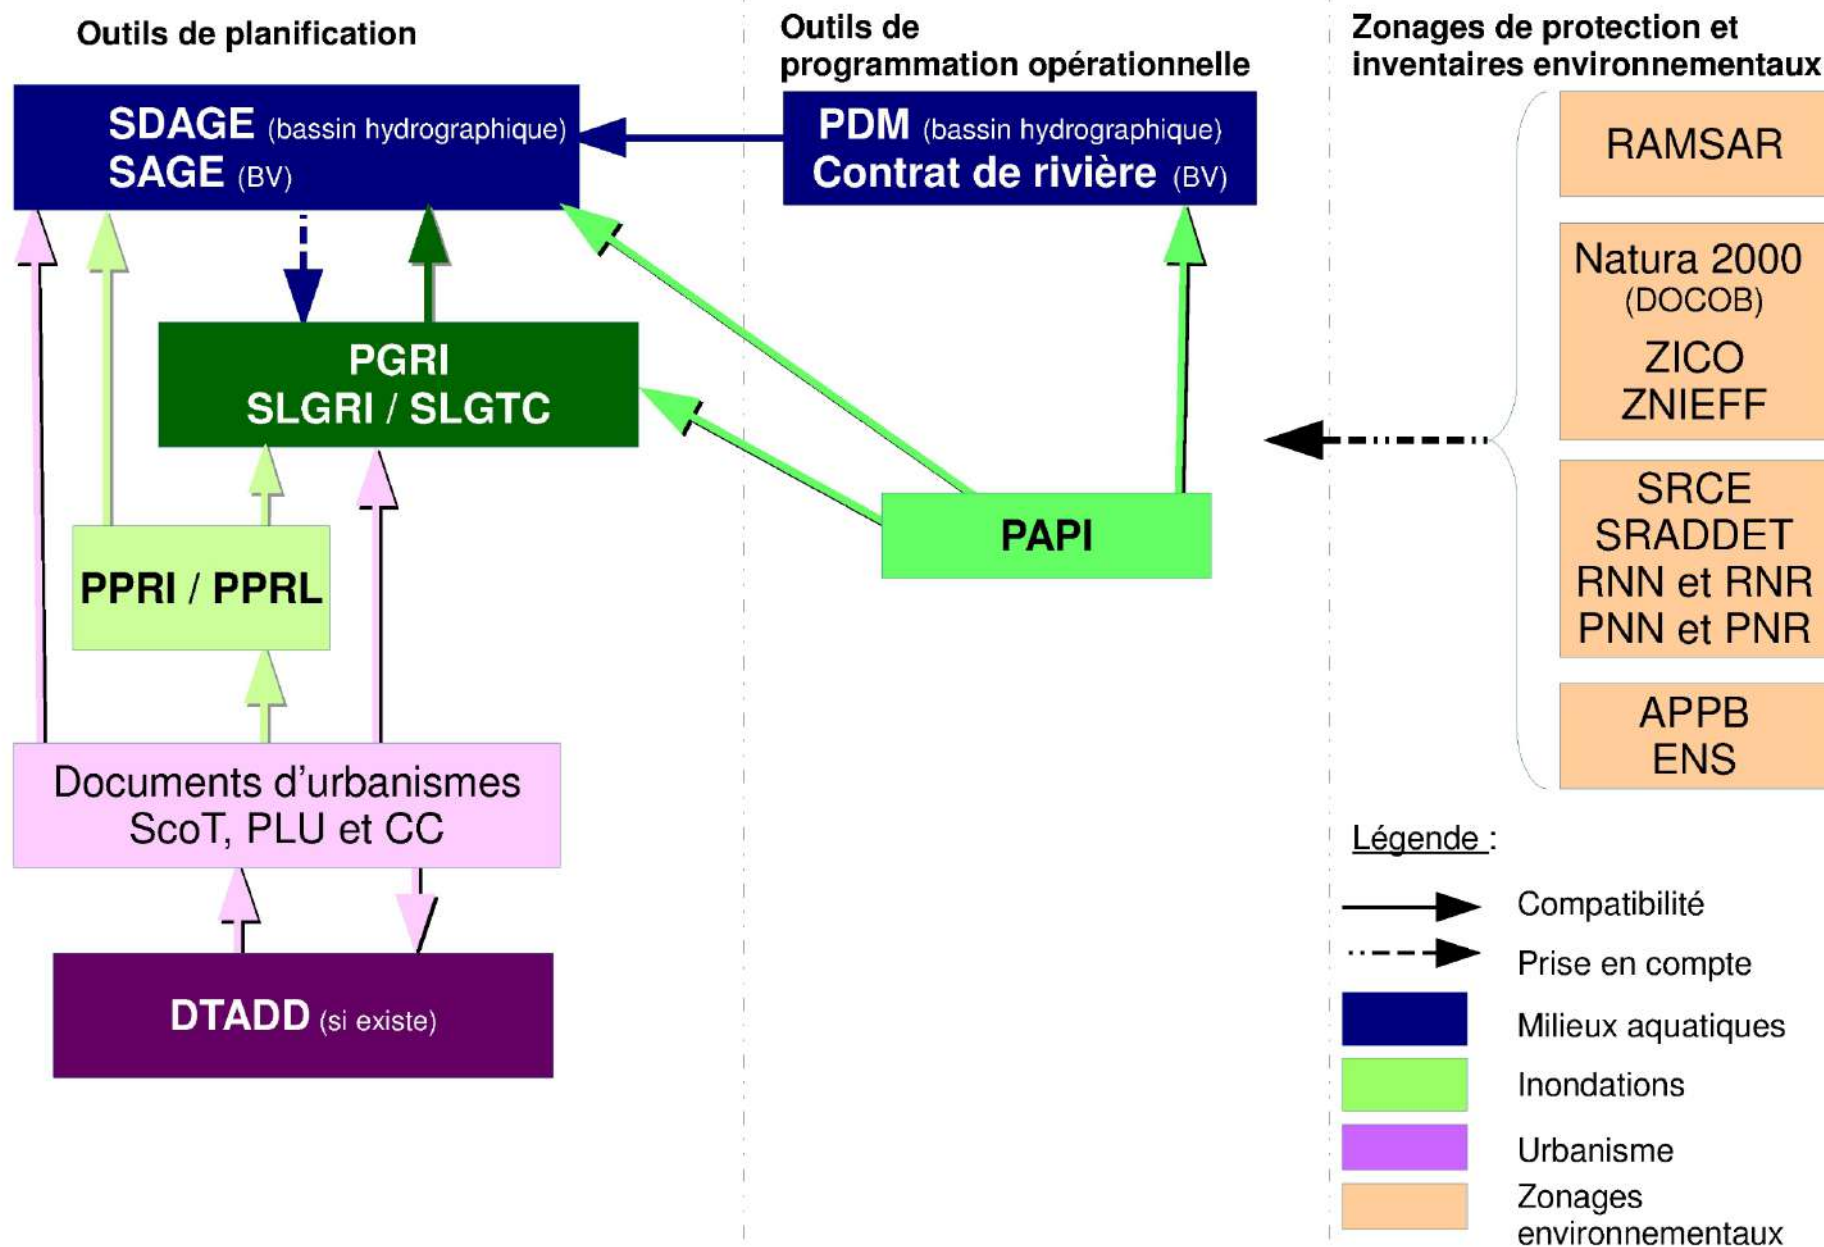 Outils de planification
Outils de
programmation opérationnelle
Zonages de protection et
inventaires environnementaux
SDAGE (bassin hydrographique)
SAGE (BV)
PDM (bassin hydrographique)
Contrat de rivière (BV)
RAMSAR
Natura 2000
(DOCOB)
ZICO
ZNIEFF
PGRI
SLGRI / SLGTC
SRCE
SRADDET
RNN et RNR
PNN et PNR
PAPI
PPRI / PPRL
APPB
ENS
Documents d'urbanismes
ScoT, PLU et CC
DTADD (si existe)
Légende :
Compatibilité
Prise en compte
Milieux aquatiques
Inondations
Urbanisme
Zonages
environnementaux